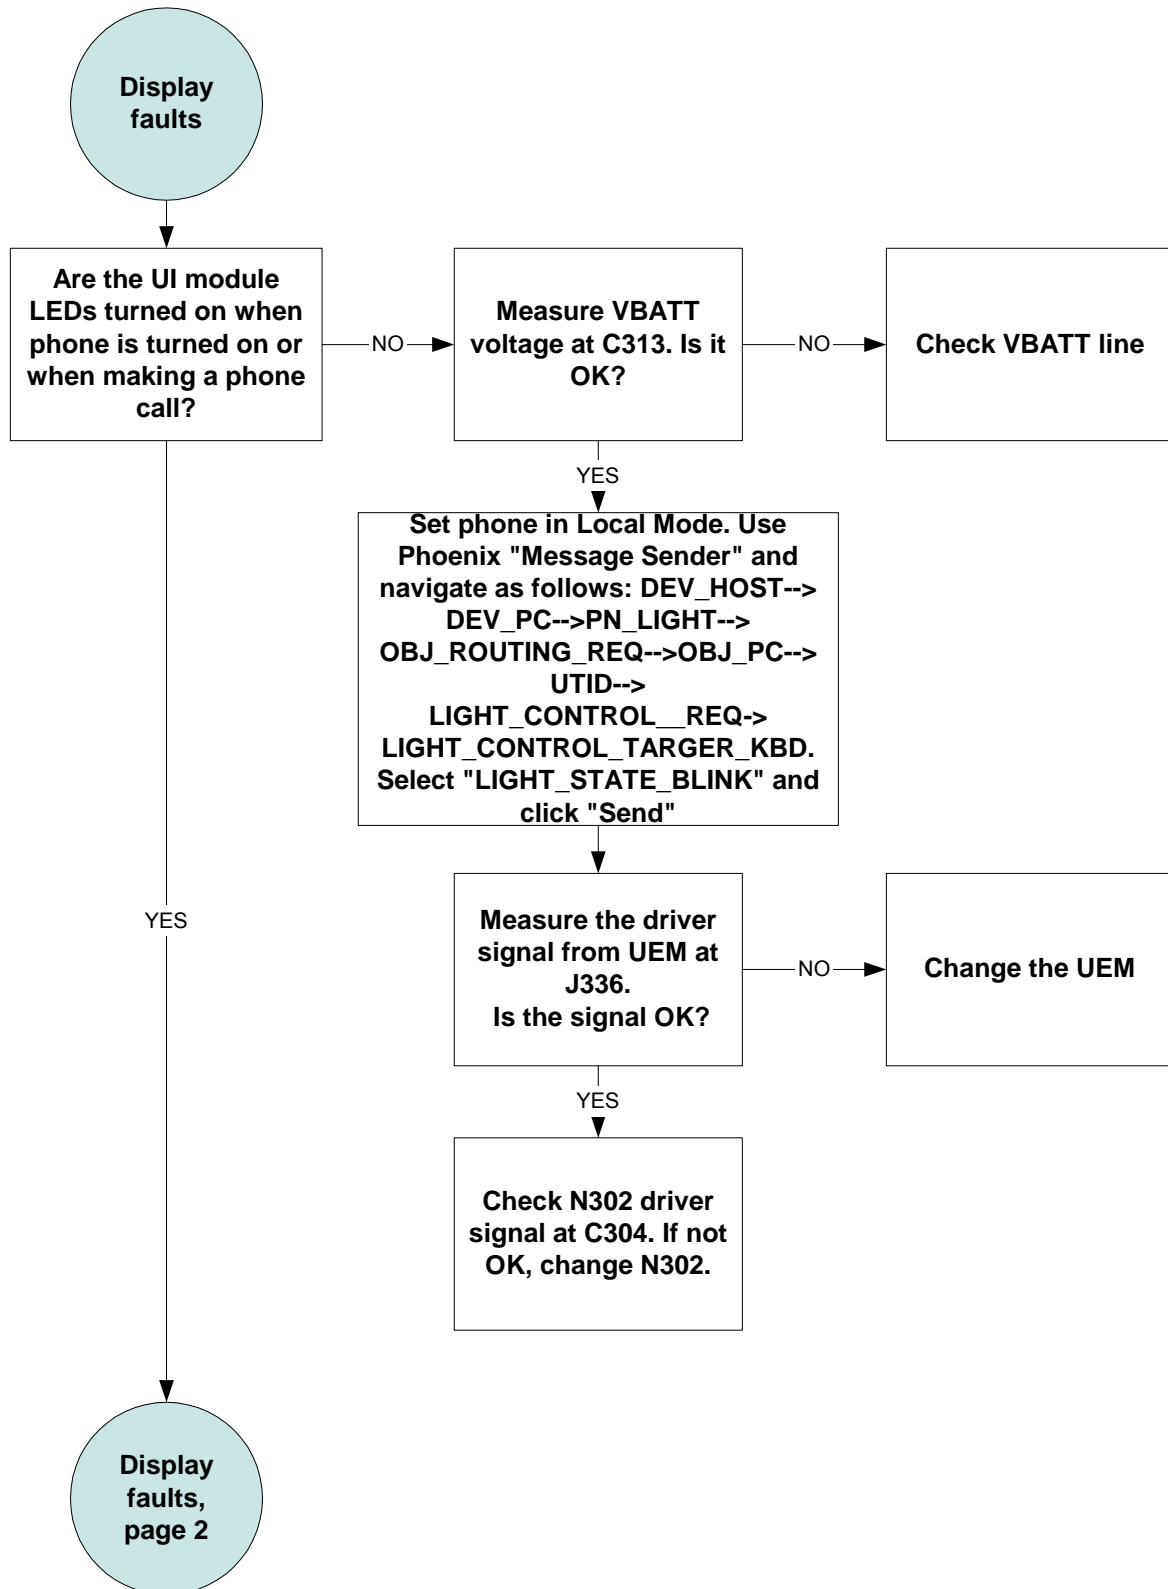 Display
faults
Are the UI module
LEDs turned on when
phone is turned on or
when making a phone
call?
NO
Measure VBATT
voltage at C313. Is it
OK?
NO
Check VBATT line
YES
Set phone in Local Mode. Use
Phoenix "Message Sender" and
navigate as follows: DEV_HOST-->
DEV_PC-->PN_LIGHT-->
OBJ_ROUTING_REQ-->OBJ_PC-->
UTID-->
LIGHT_CONTROL__REQ->
LIGHT_CONTROL_TARGER_KBD.
Select "LIGHT_STATE_BLINK" and
click "Send"
YES
Measure the driver
signal from UEM at
J336.
Is the signal OK?
NO
Change the UEM
YES
Check N302 driver
signal at C304. If not
OK, change N302.
Display
faults,
page 2